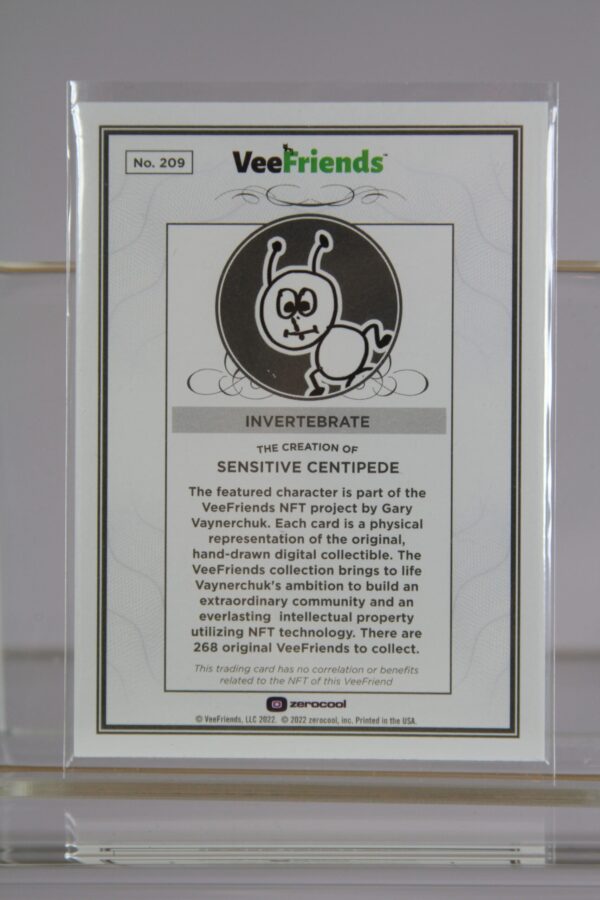 No. 209
VeeFriends™
INVERTEBRATE
THE CREATION OF
SENSITIVE CENTIPEDE
The featured character is part of the
VeeFriends NFT project by Gary
Vaynerchuk. Each card is a physical
representation of the original,
hand-drawn digital collectible. The
VeeFriends collection brings to life
Vaynerchuk's ambition to build an
extraordinary community and an
everlasting intellectual property
utilizing NFT technology. There are
268 original VeeFriends to collect.
This trading card has no correlation or benefits
related to the NFT of this VeeFriend
zerocool
© VeeFriends, LLC 2022. © 2022 zerocool, inc. Printed in the USA.